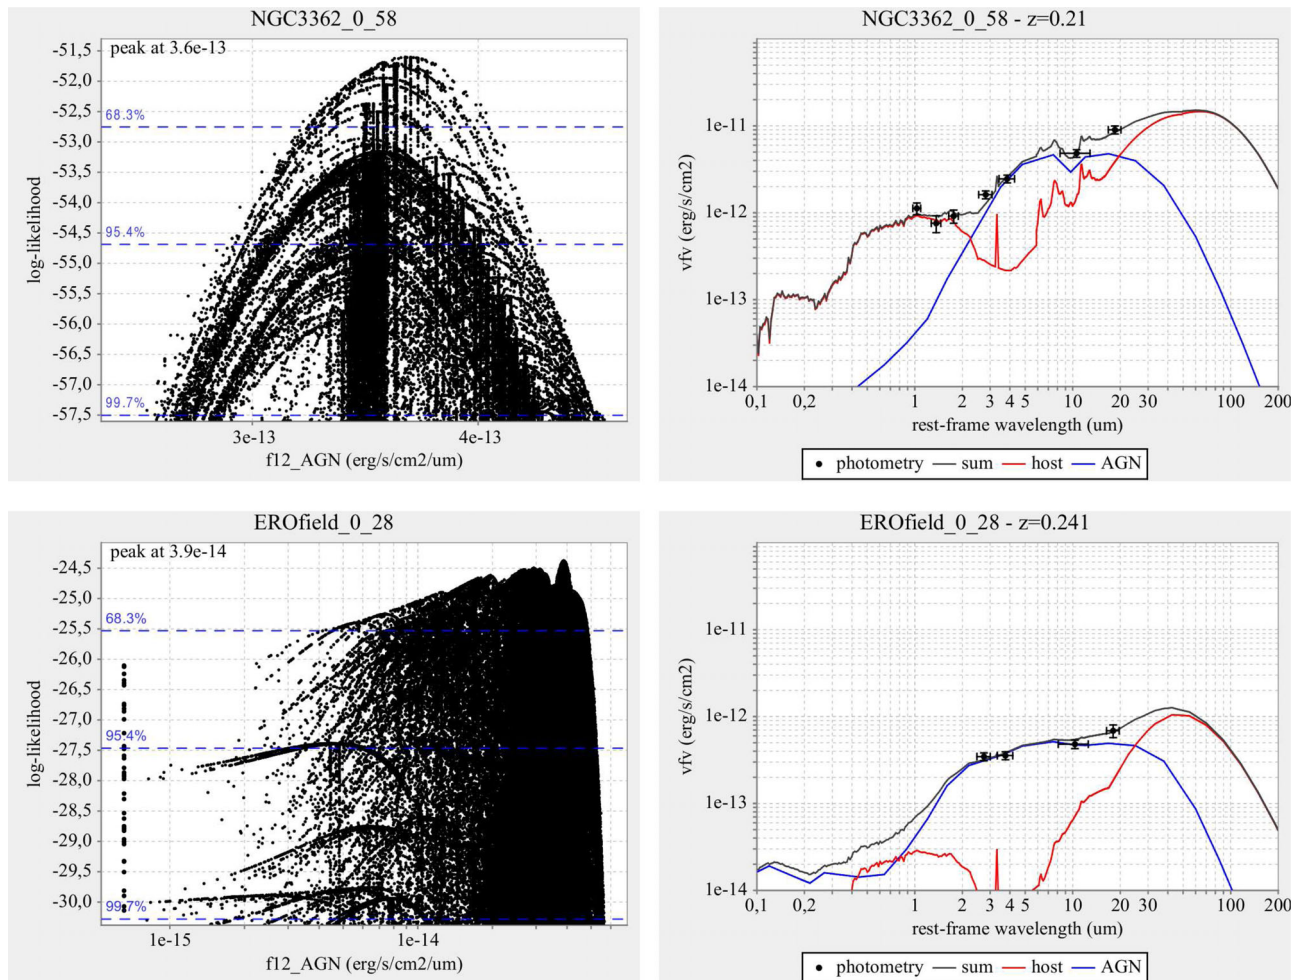 NGC3362_0_58
peak at 3.6e-13
-51,5
-52,0
-52,5
68.3%
-53,0
-53,5
-54,0
-54,5
95.4%
-55,0
-55,5
-56,0
-56,5
-57,0
99.7%
-57,5
log-likelihood
3e-13 4e-13
f12_AGN (erg/s/cm2/um)
NGC3362_0_58 - z=0.21
1e-11
1e-12
1e-13
1e-14
vfv (erg/s/cm2)
0,1 0,2 1 2 3 4 5 10 20 30 100 200
rest-frame wavelength (um)
photometry sum host AGN
EROfield_0_28
peak at 3.9e-14
-24,5
-25,0
68.3%
-25,5
-26,0
-26,5
-27,0
95.4%
-27,5
-28,0
-28,5
-29,0
-29,5
-30,0
99.7%
log-likelihood
1e-15 1e-14
f12_AGN (erg/s/cm2/um)
EROfield_0_28 - z=0.241
1e-11
1e-12
1e-13
1e-14
vfv (erg/s/cm2)
0,1 0,2 1 2 3 4 5 10 20 30 100 200
rest-frame wavelength (um)
photometry sum host AGN